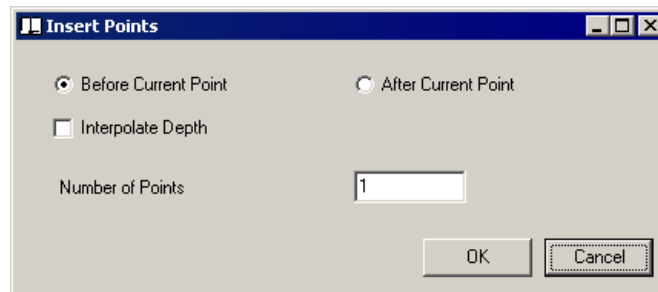 Insert Points
Before Current Point After Current Point
Interpolate Depth
Number of Points 1
OK Cancel